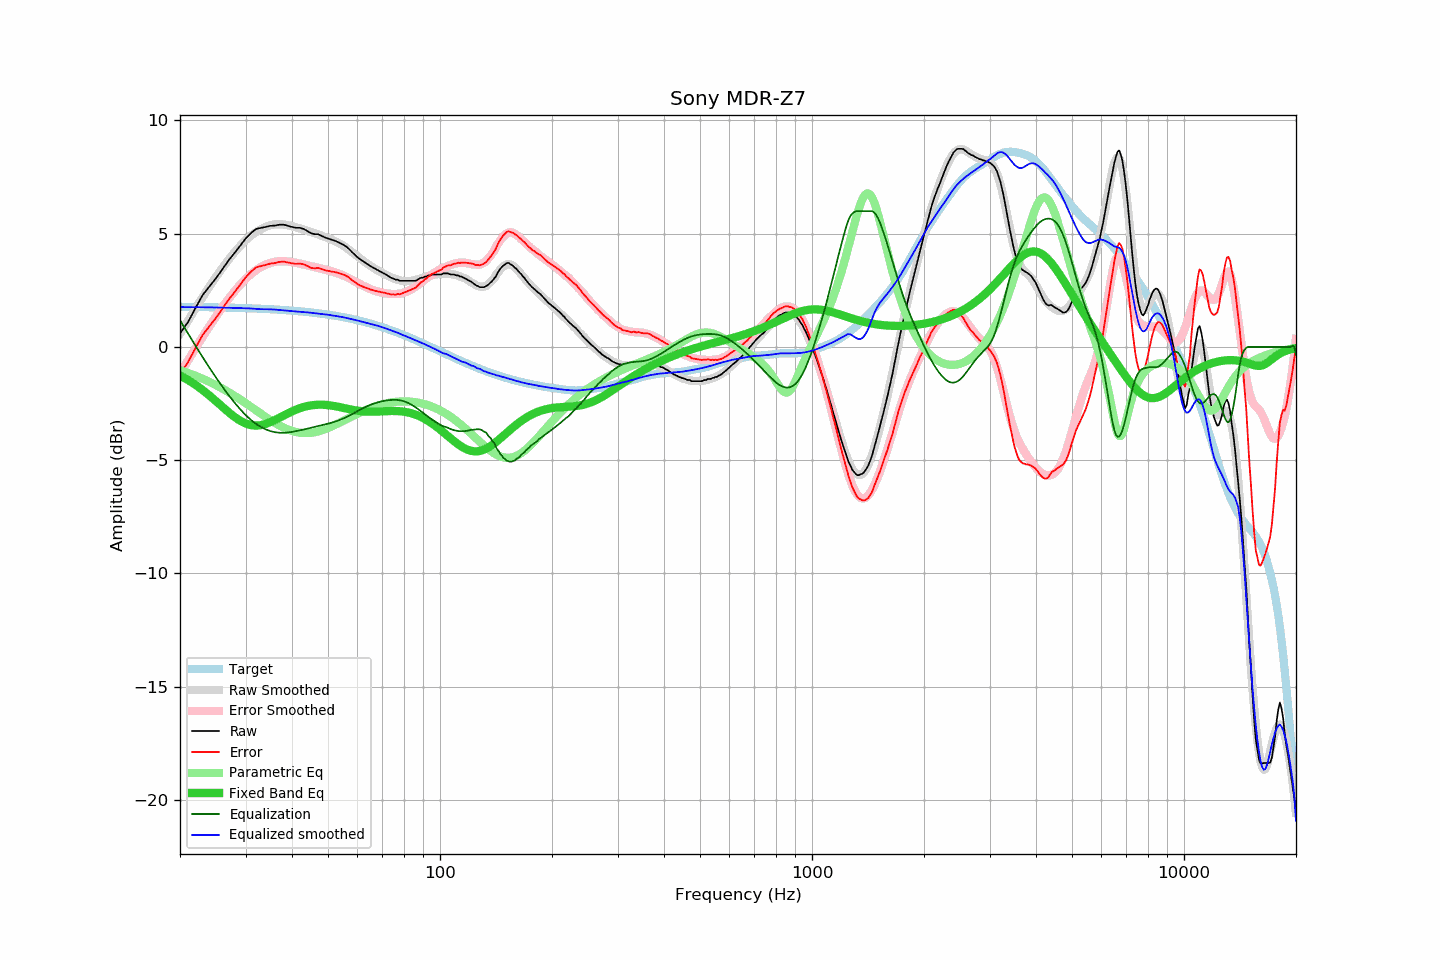 Sony MDR-Z7
10
5
0
−5
−10
−15
−20
Amplitude (dBr)
Target
Raw Smoothed
Error Smoothed
Raw
Error
Parametric Eq
Fixed Band Eq
Equalization
Equalized smoothed
100
1000
10000
Frequency (Hz)